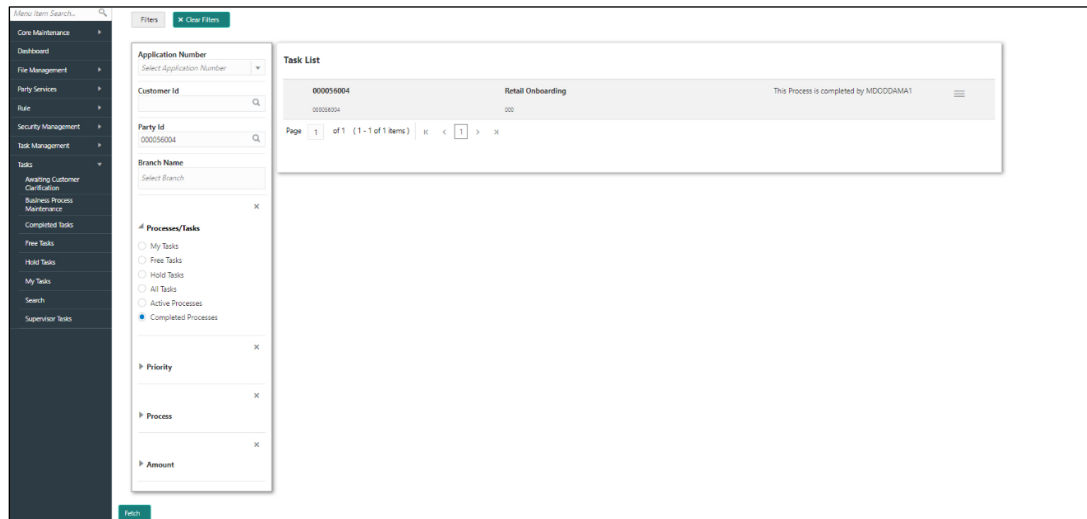 Menu Item Search...
Core Maintenance
Dashboard
File Management
Party Services
Rule
Security Management
Task Management
Tasks
Awaiting Customer
Clarification
Business Process
Maintenance
Completed Tasks
Free Tasks
Hold Tasks
My Tasks
Search
Supervisor Tasks
Filters
× Clear Filters
Application Number
Select Application Number
Customer Id
Party Id
000056004
Branch Name
Select Branch
Processes/Tasks
My Tasks
Free Tasks
Hold Tasks
All Tasks
Active Processes
Completed Processes
Priority
Process
Amount
Fetch
Task List
000056004 Retail Onboarding This Process is completed by MDODDAMA1
000056004 000
Page 1 of 1 (1 - 1 of 1 items) K < 1 > X